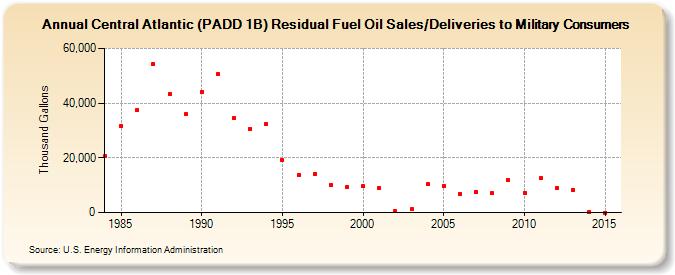 Annual Central Atlantic (PADD 1B) Residual Fuel Oil Sales/Deliveries to Military Consumers
Thousand Gallons
60,000
40,000
20,000
0
1985 1990 1995 2000 2005 2010 2015
Source: U.S. Energy Information Administration